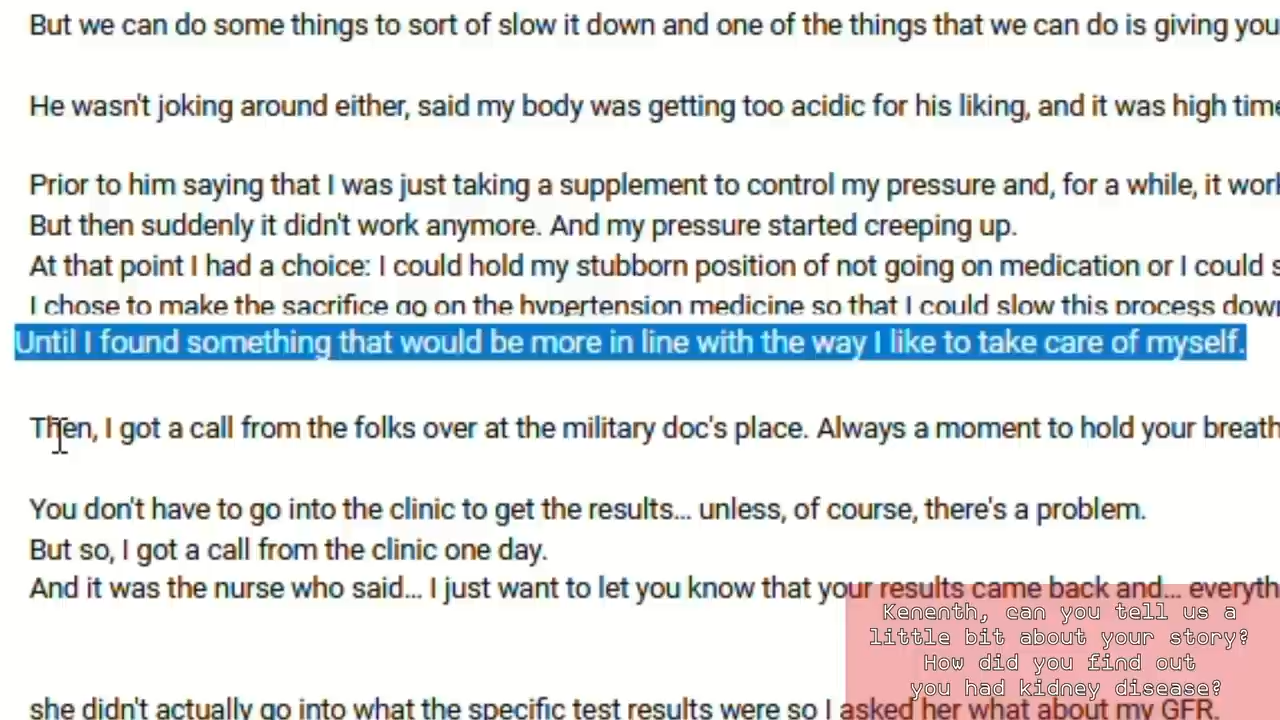 But we can do some things to sort of slow it down and one of the things that we can do is giving you
He wasn't joking around either, said my body was getting too acidic for his liking, and it was high time
Prior to him saying that I was just taking a supplement to control my pressure and, for a while, it work
But then suddenly it didn't work anymore. And my pressure started creeping up.
At that point I had a choice: I could hold my stubborn position of not going on medication or I could s
I chose to make the sacrifice go on the hypertension medicine so that I could slow this process down
Until I found something that would be more in line with the way I like to take care of myself.
Then, I got a call from the folks over at the military doc's place. Always a moment to hold your breath
You don't have to go into the clinic to get the results... unless, of course, there's a problem.
But so, I got a call from the clinic one day.
And it was the nurse who said... I just want to let you know that your results came back and... everyth
she didn't actually go into what the specific test results were so I asked her what about my GFR.
Kenenth, can you tell us a
little bit about your story?
How did you find out
you had kidney disease?